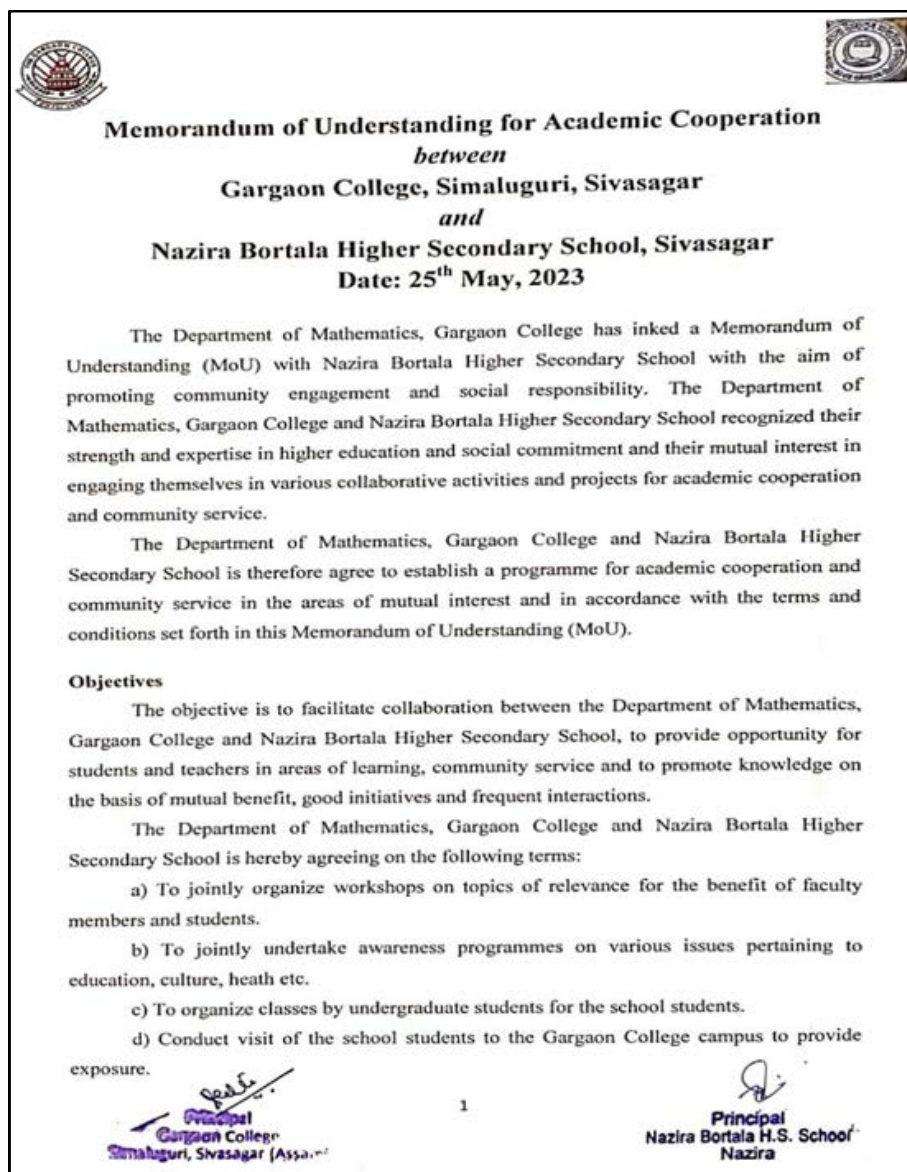 Memorandum of Understanding for Academic Cooperation
between
Gargaon College, Simaluguri, Sivasagar
and
Nazira Bortala Higher Secondary School, Sivasagar
Date: 25th May, 2023
The Department of Mathematics, Gargaon College has inked a Memorandum of
Understanding (MoU) with Nazira Bortala Higher Secondary School with the aim of
promoting community engagement and social responsibility. The Department of
Mathematics, Gargaon College and Nazira Bortala Higher Secondary School recognized their
strength and expertise in higher education and social commitment and their mutual interest in
engaging themselves in various collaborative activities and projects for academic cooperation
and community service.
The Department of Mathematics, Gargaon College and Nazira Bortala Higher
Secondary School is therefore agree to establish a programme for academic cooperation and
community service in the areas of mutual interest and in accordance with the terms and
conditions set forth in this Memorandum of Understanding (MoU).
Objectives
The objective is to facilitate collaboration between the Department of Mathematics,
Gargaon College and Nazira Bortala Higher Secondary School, to provide opportunity for
students and teachers in areas of learning, community service and to promote knowledge on
the basis of mutual benefit, good initiatives and frequent interactions.
The Department of Mathematics, Gargaon College and Nazira Bortala Higher
Secondary School is hereby agreeing on the following terms:
a) To jointly organize workshops on topics of relevance for the benefit of faculty
members and students.
b) To jointly undertake awareness programmes on various issues pertaining to
education, culture, heath etc.
c) To organize classes by undergraduate students for the school students.
d) Conduct visit of the school students to the Gargaon College campus to provide
exposure.
Principal
Gargaon College
Simaluguri, Sivasagar (Assam)
1
Principal
Nazira Bortala H.S. School
Nazira